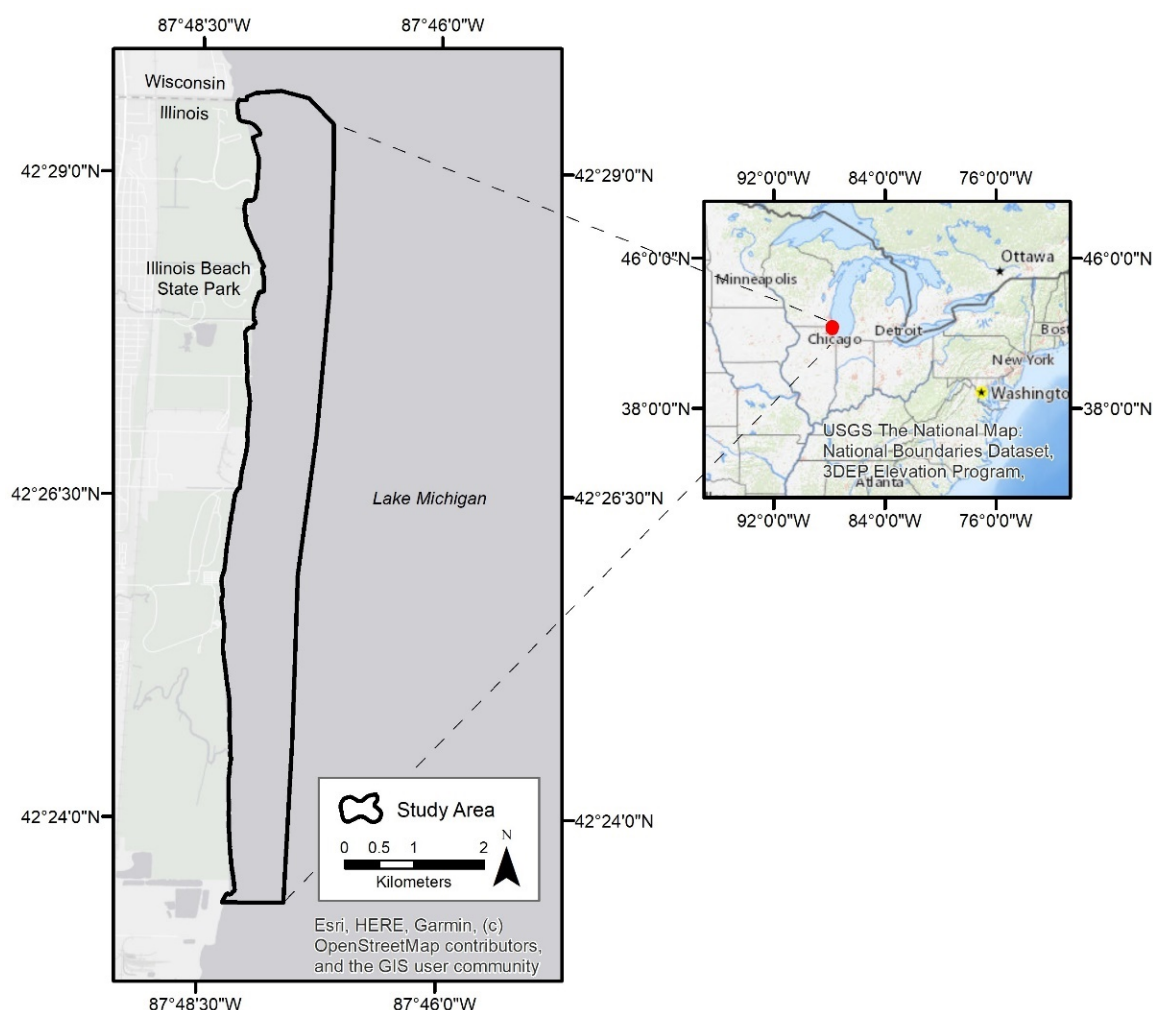 87°48'30"W
87°46'0"W
Wisconsin
Illinois
42°29'0"N
42°29'0"N
Illinois Beach
State Park
42°26'30"N
42°26'30"N
Lake Michigan
42°24'0"N
42°24'0"N
Study Area
0 0.5 1 2
Kilometers
N
Esri, HERE, Garmin, (c)
OpenStreetMap contributors,
and the GIS user community
87°48'30"W
87°46'0"W
92°0'0"W
84°0'0"W
76°0'0"W
46°0'0"N
46°0'0"N
Ottawa
Minneapolis
Detroit
Bost
Chicago
New York
Washingto
38°0'0"N
38°0'0"N
USGS The National Map:
National Boundaries Dataset,
3DEP Elevation Program,
Atlanta
92°0'0"W
84°0'0"W
76°0'0"W